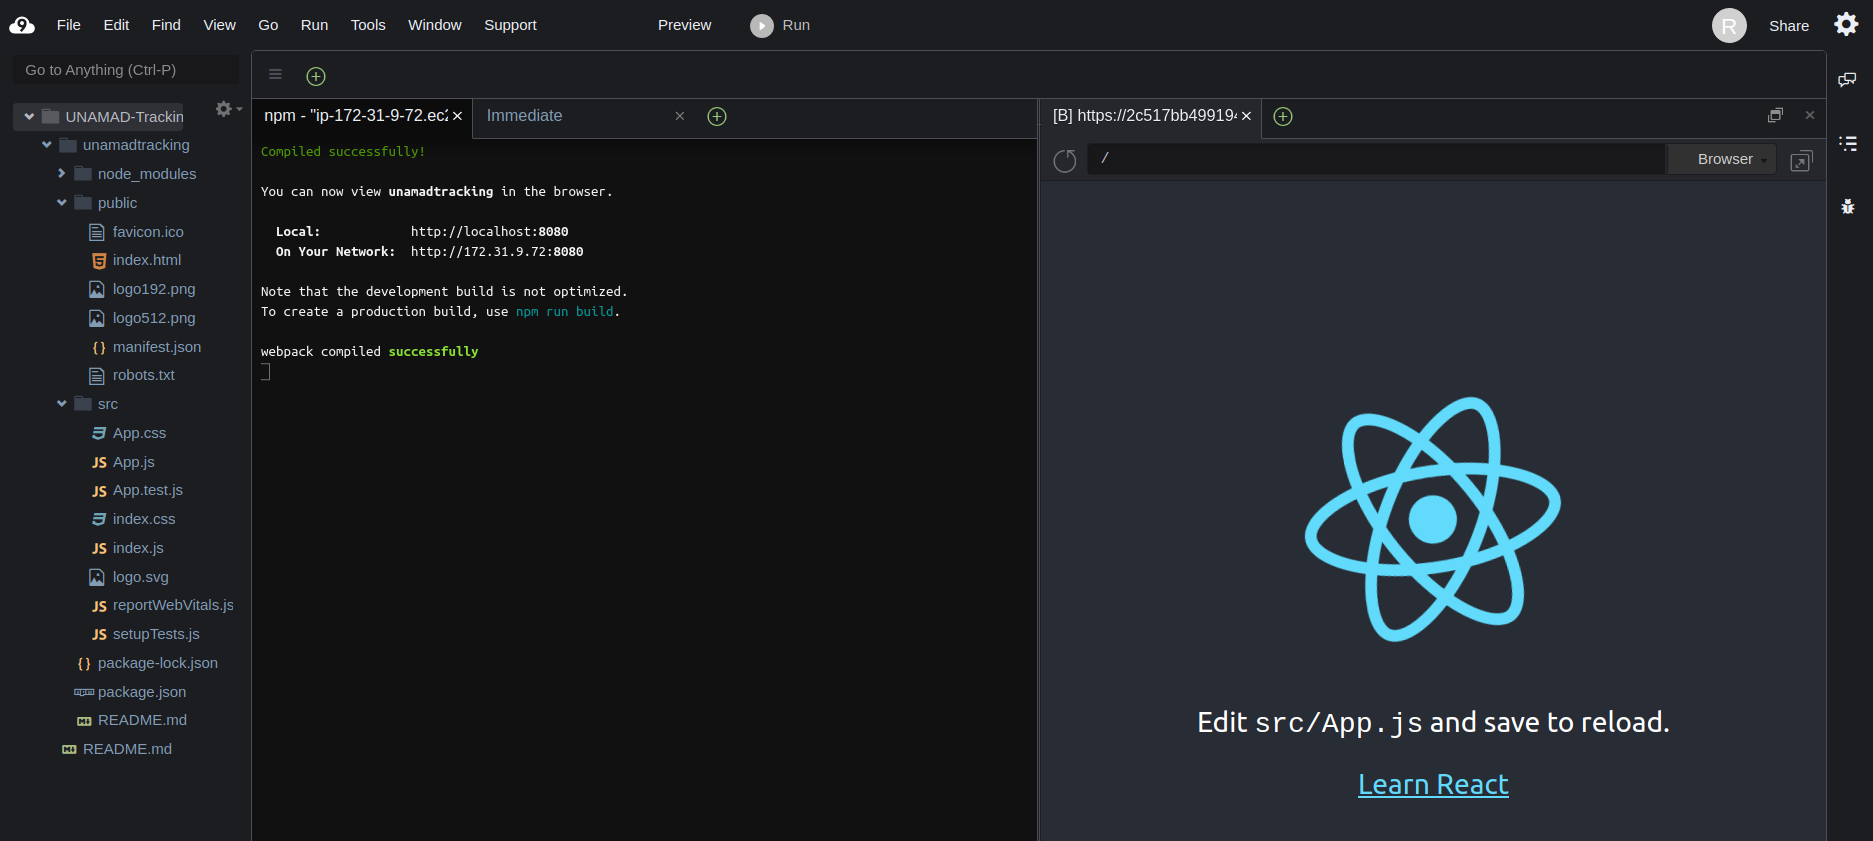 File Edit Find View Go Run Tools Window Support Preview Run R Share
Go to Anything (Ctrl-P)
UNAMAD-Trackin
unamadtracking
node_modules
public
favicon.ico
index.html
logo192.png
logo512.png
manifest.json
robots.txt
src
App.css
App.js
App.test.js
index.css
index.js
logo.svg
reportWebVitals.js
setupTests.js
package-lock.json
package.json
README.md
README.md
npm - "ip-172-31-9-72.ec2 Immediate
Compiled successfully!
You can now view unamadtracking in the browser.
Local: http://localhost:8080
On Your Network: http://172.31.9.72:8080
Note that the development build is not optimized.
To create a production build, use npm run build.
webpack compiled successfully
[B] https://2c517bb499194
/ Browser
Edit src/App.js and save to reload.
Learn React